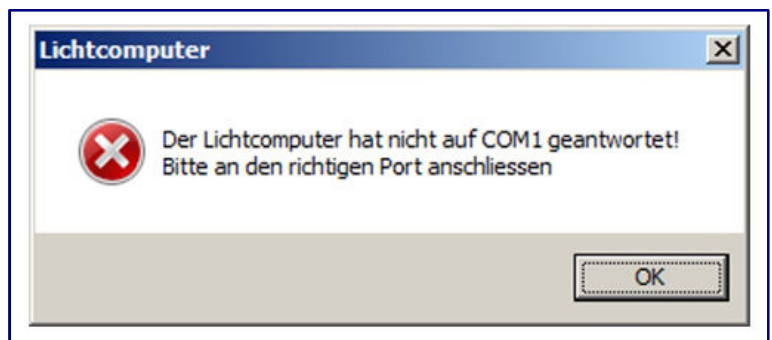 Lichtcomputer
Der Lichtcomputer hat nicht auf COM1 geantwortet!
Bitte an den richtigen Port anschliessen
OK